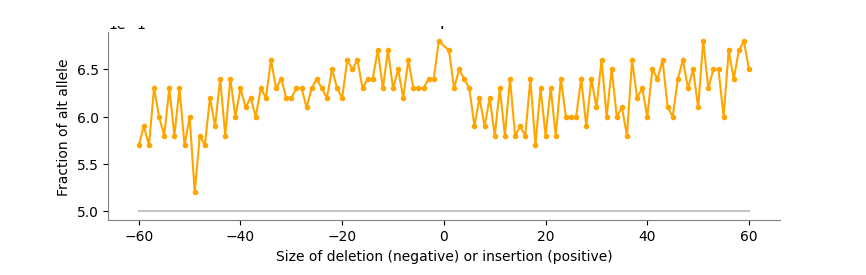 6.5
6.0
5.5
5.0
Fraction of alt allele
−60 −40 −20 0 20 40 60
Size of deletion (negative) or insertion (positive)